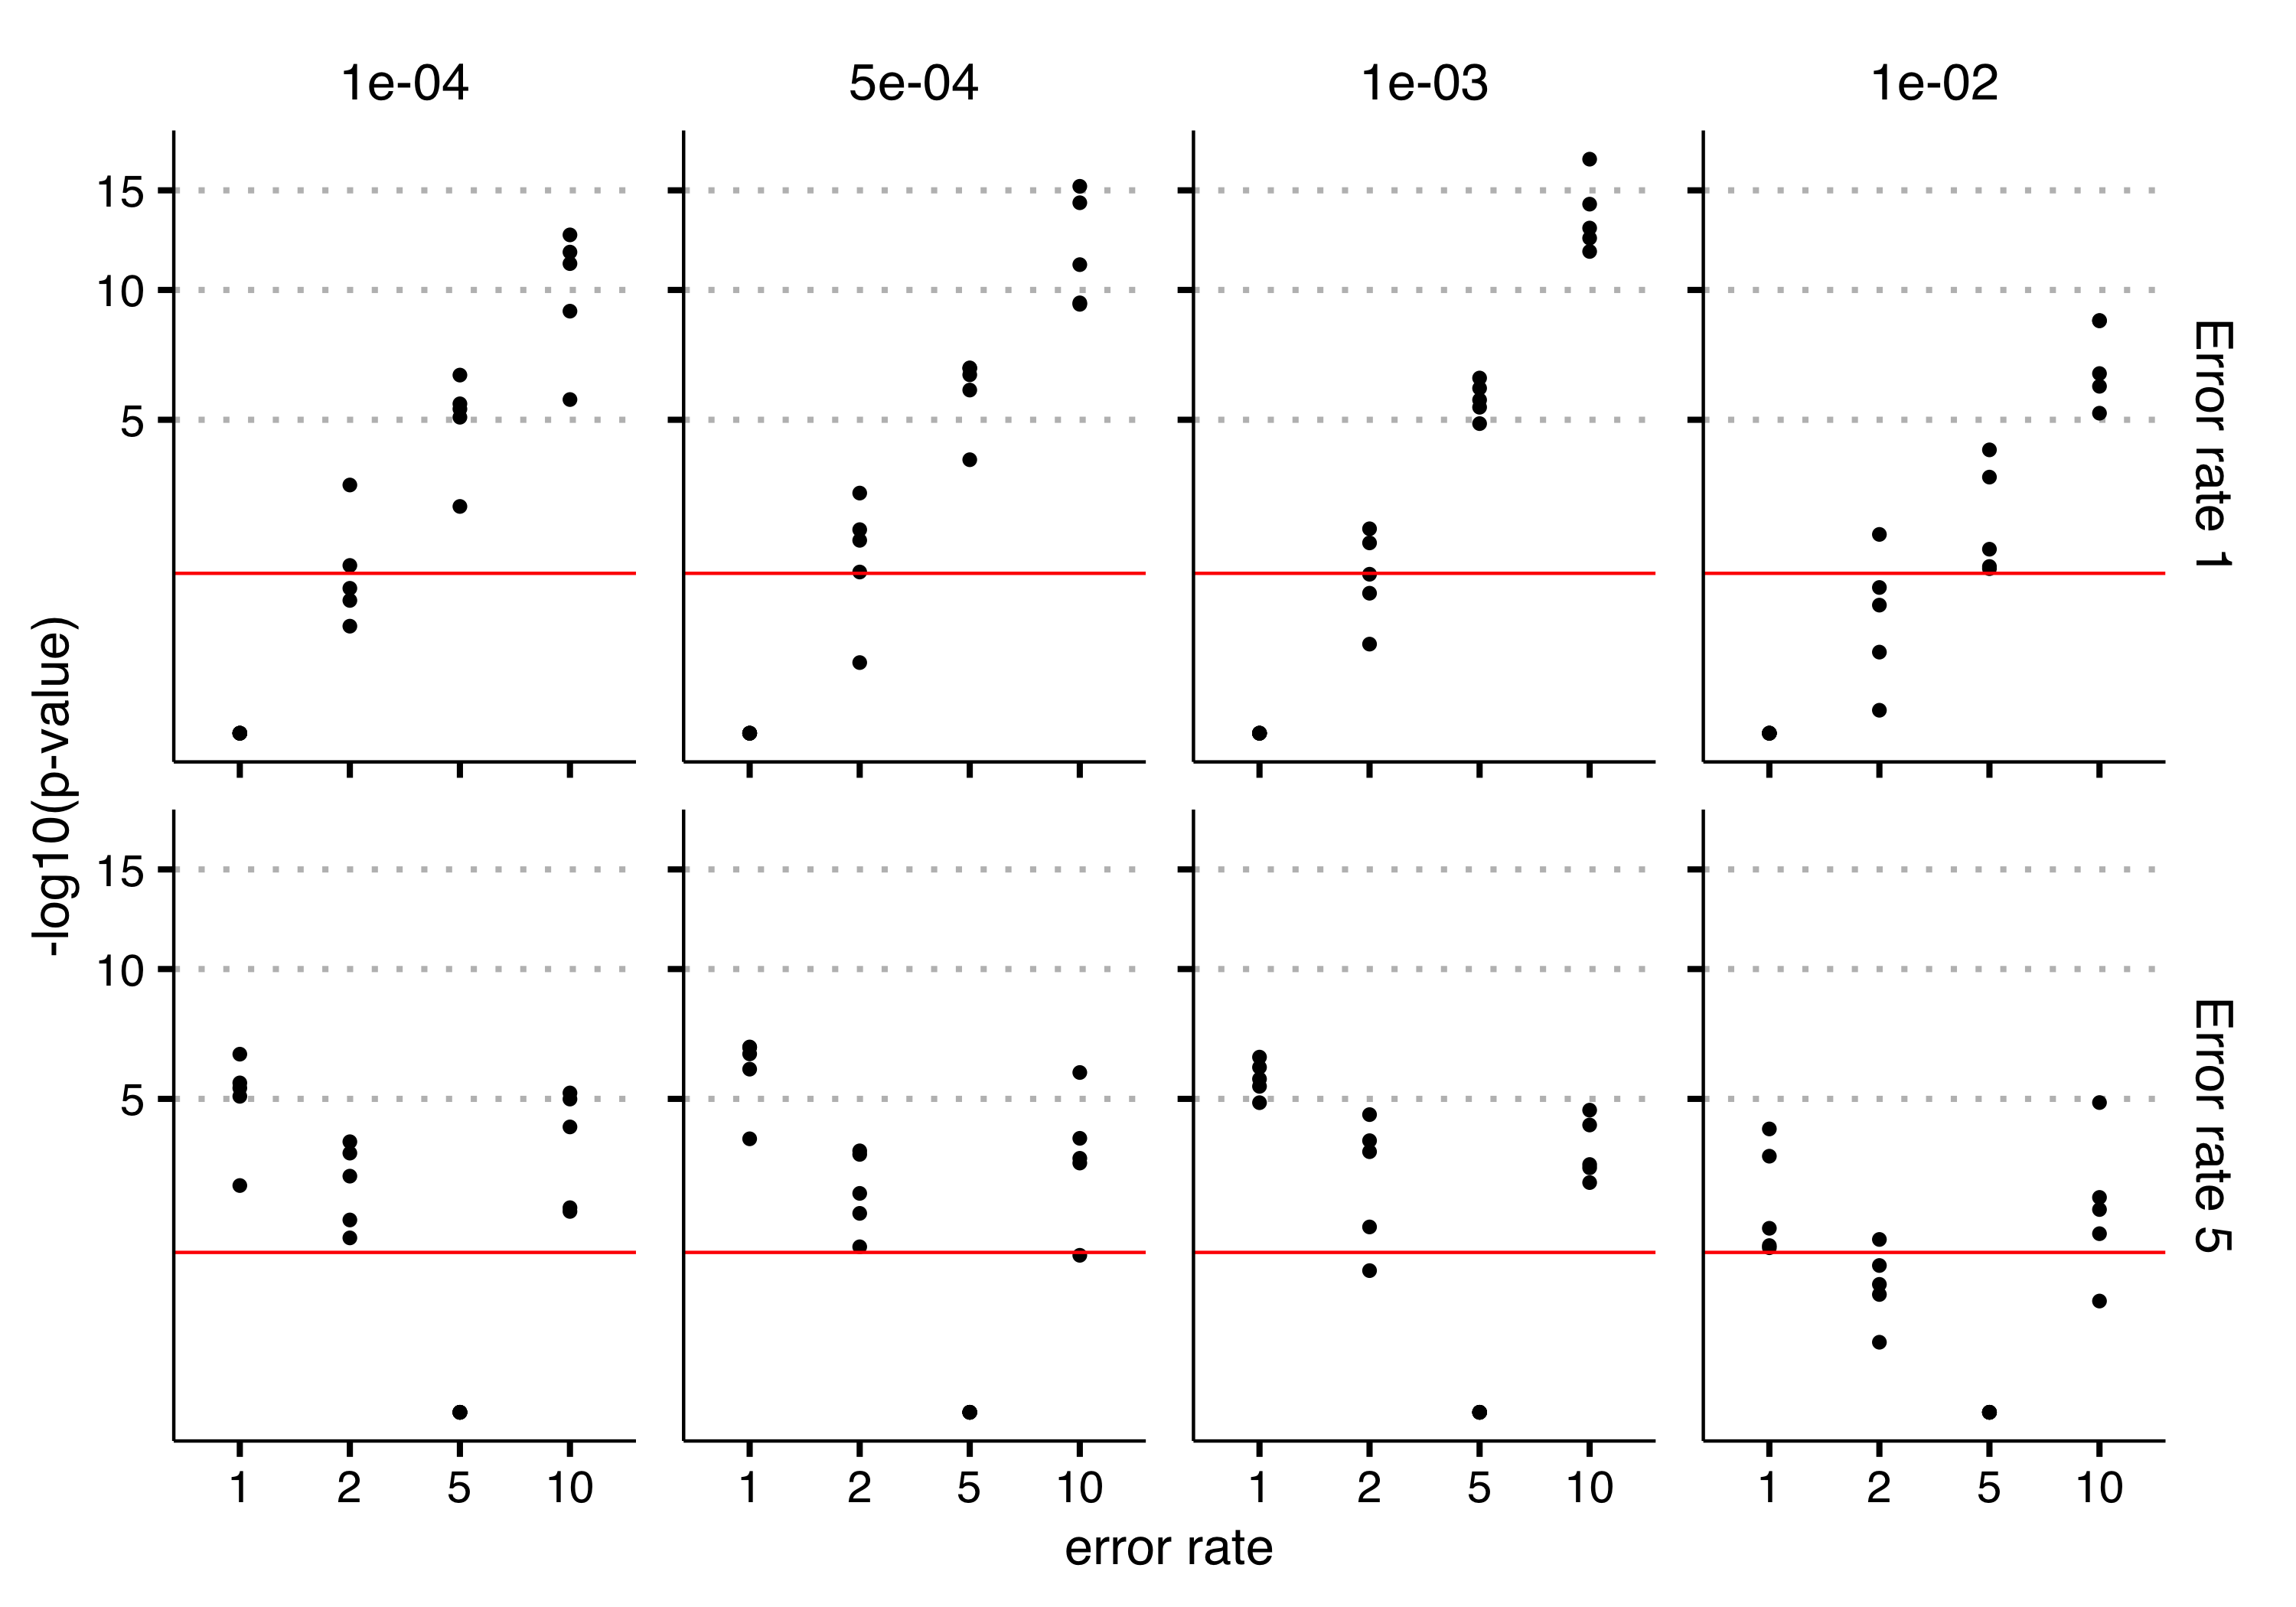 1e-04 5e-04 1e-03 1e-02
15
10
5
Error rate 1
-log10(p-value)
15
10
5
Error rate 5
1 2 5 10 1 2 5 10 1 2 5 10 1 2 5 10
error rate